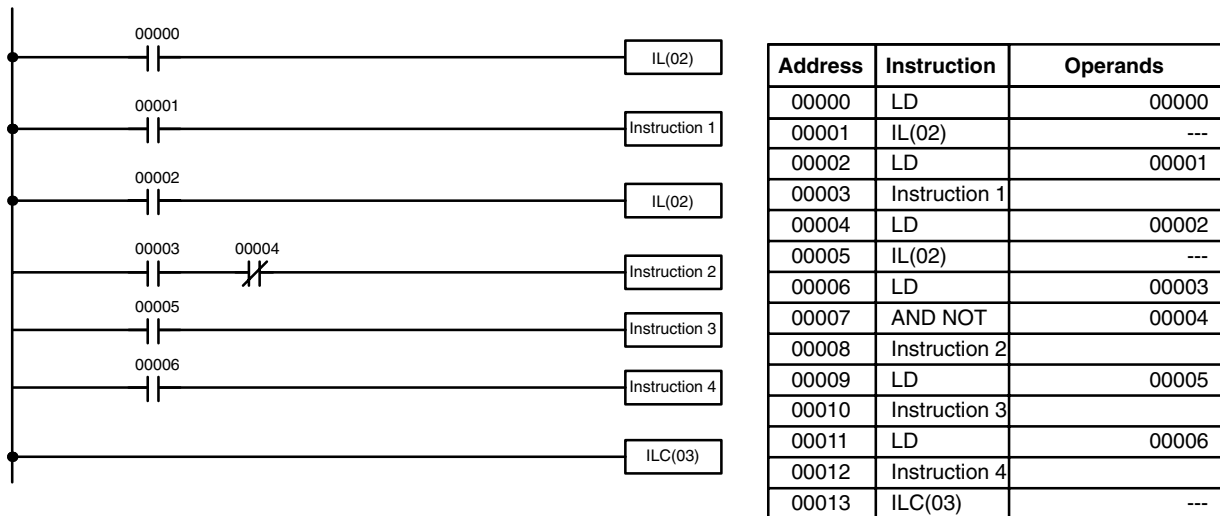 00000
IL(02)
00001
Instruction 1
00002
IL(02)
00003 00004
Instruction 2
00005
Instruction 3
00006
Instruction 4
ILC(03)
Address Instruction Operands
00000 LD 00000
00001 IL(02) ---
00002 LD 00001
00003 Instruction 1
00004 LD 00002
00005 IL(02) ---
00006 LD 00003
00007 AND NOT 00004
00008 Instruction 2
00009 LD 00005
00010 Instruction 3
00011 LD 00006
00012 Instruction 4
00013 ILC(03) ---